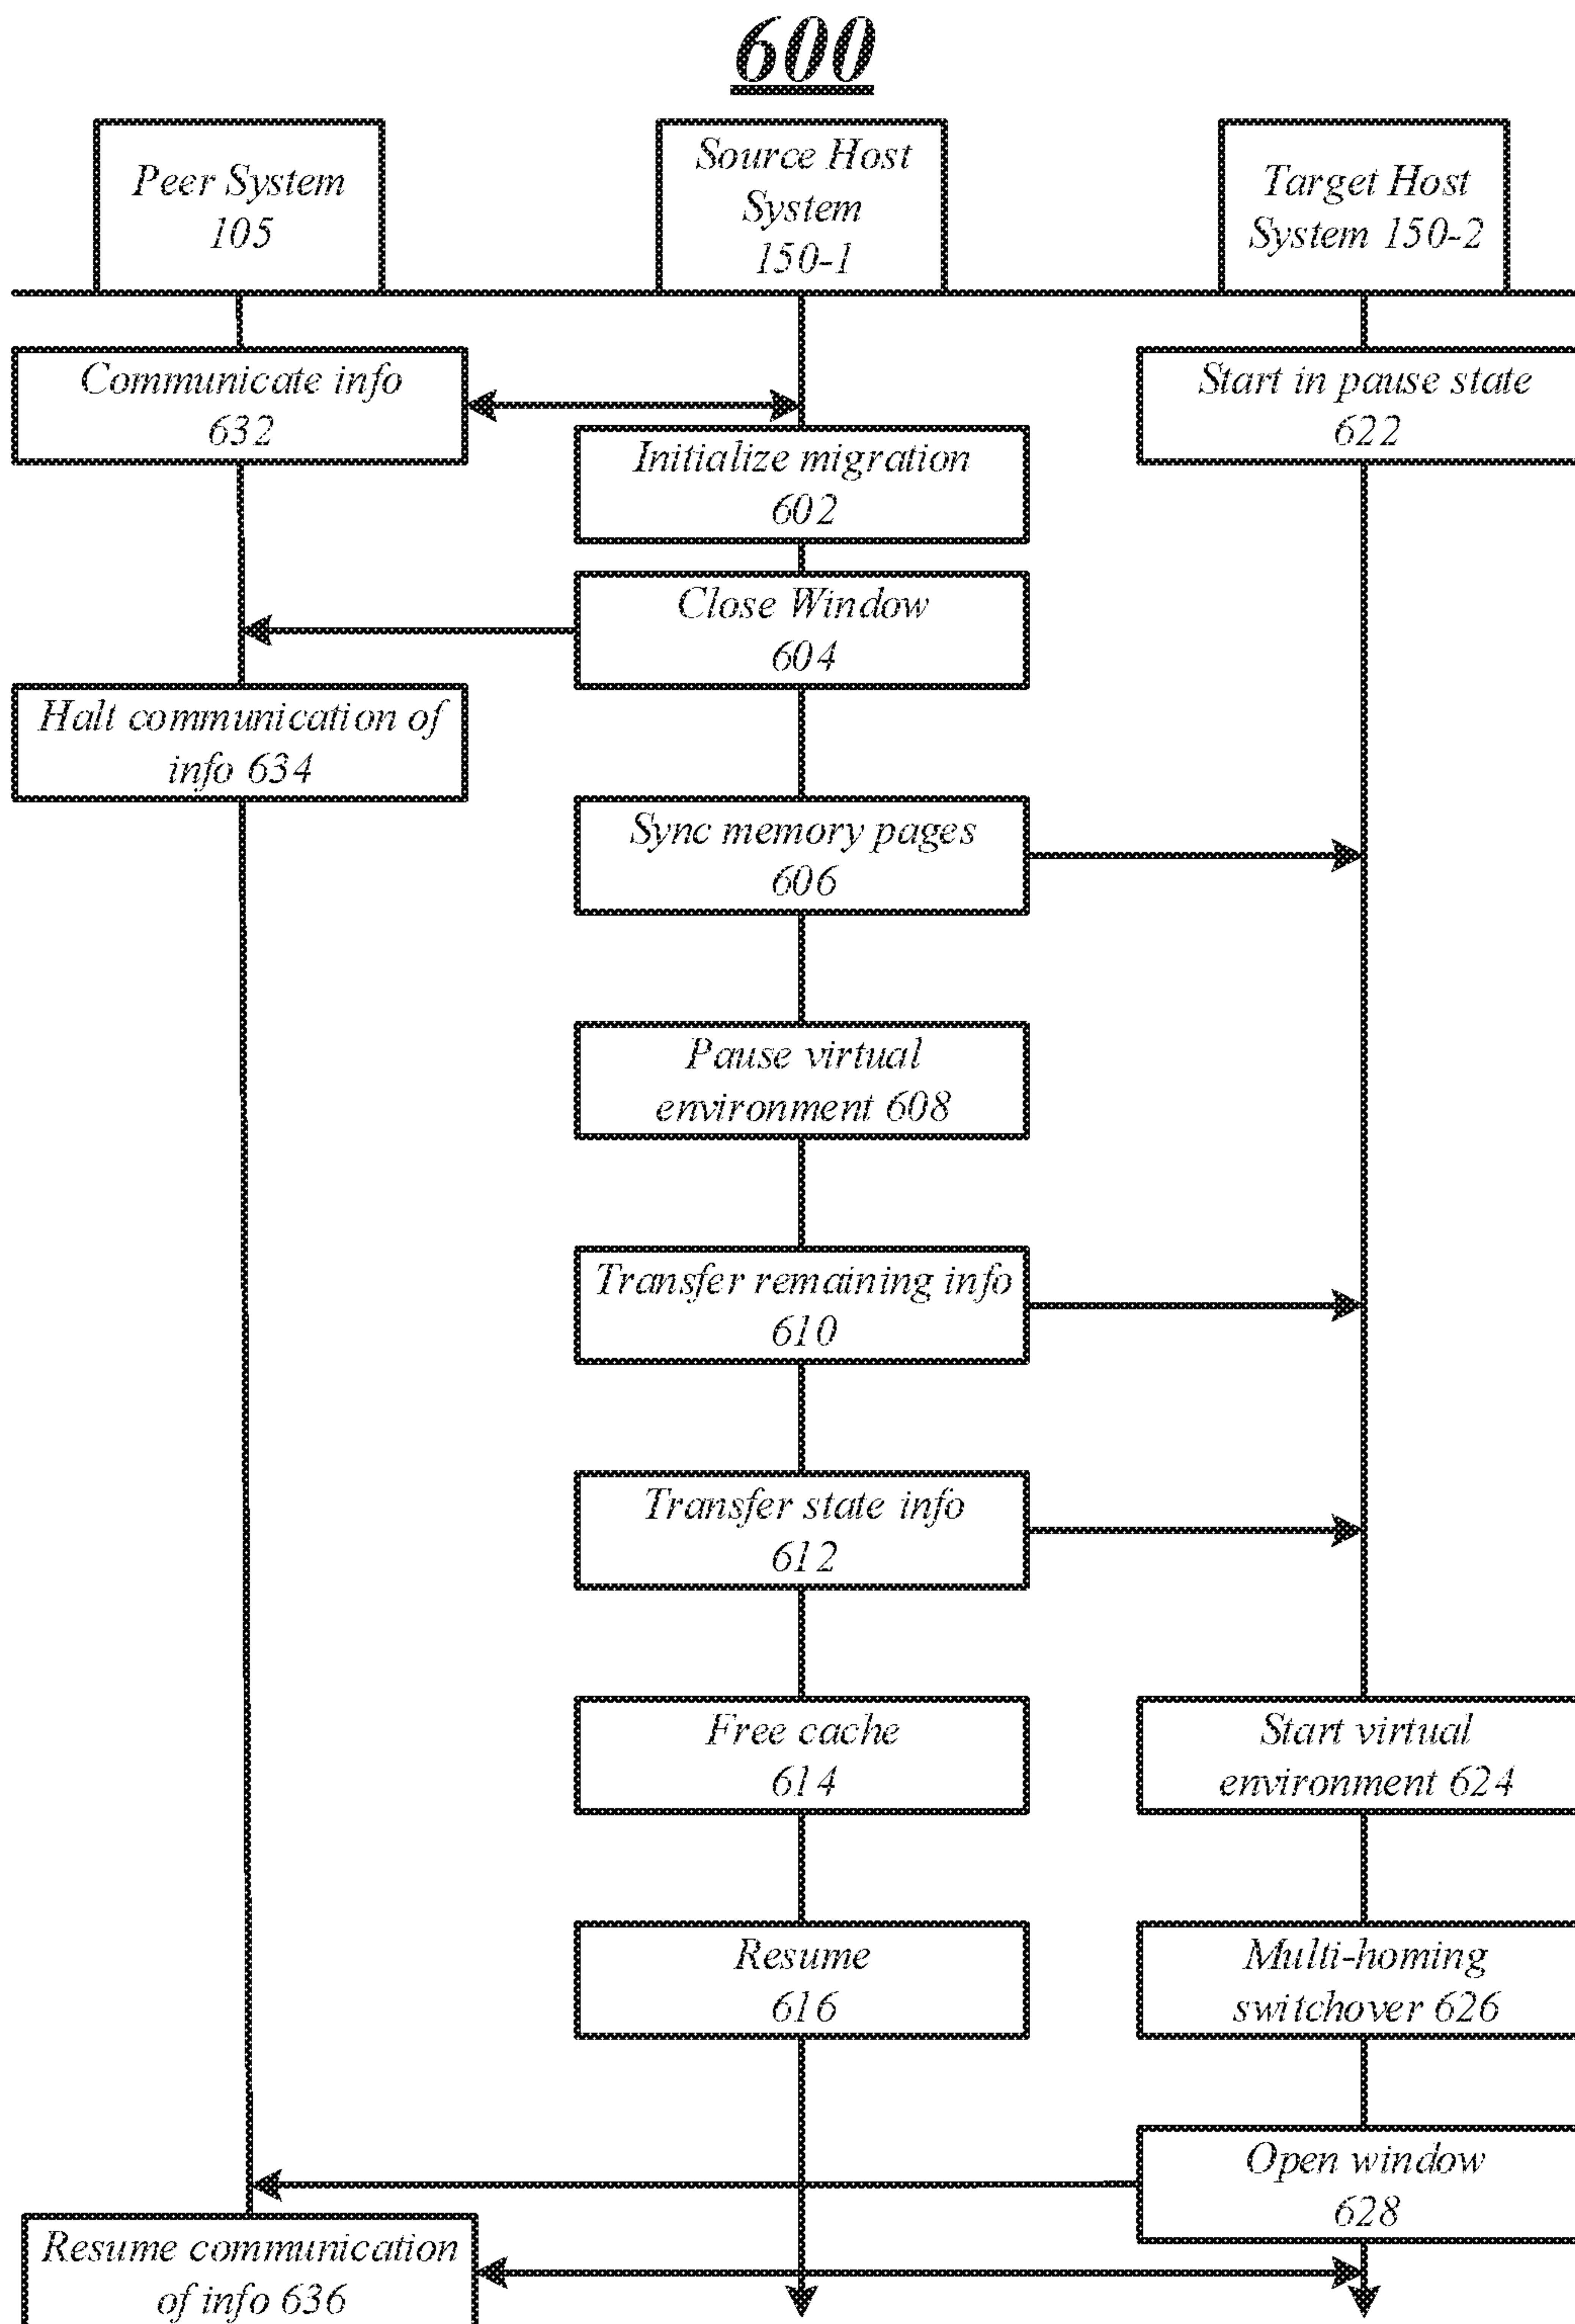 600
Peer System
105
Source Host
System
150-1
Target Host
System 150-2
Communicate info
632
Start in pause state
622
Initialize migration
602
Close Window
604
Halt communication of
info 634
Sync memory pages
606
Pause virtual
environment 608
Transfer remaining info
610
Transfer state info
612
Free cache
614
Start virtual
environment 624
Resume
616
Multi-homing
switchover 626
Open window
628
Resume communication
of info 636